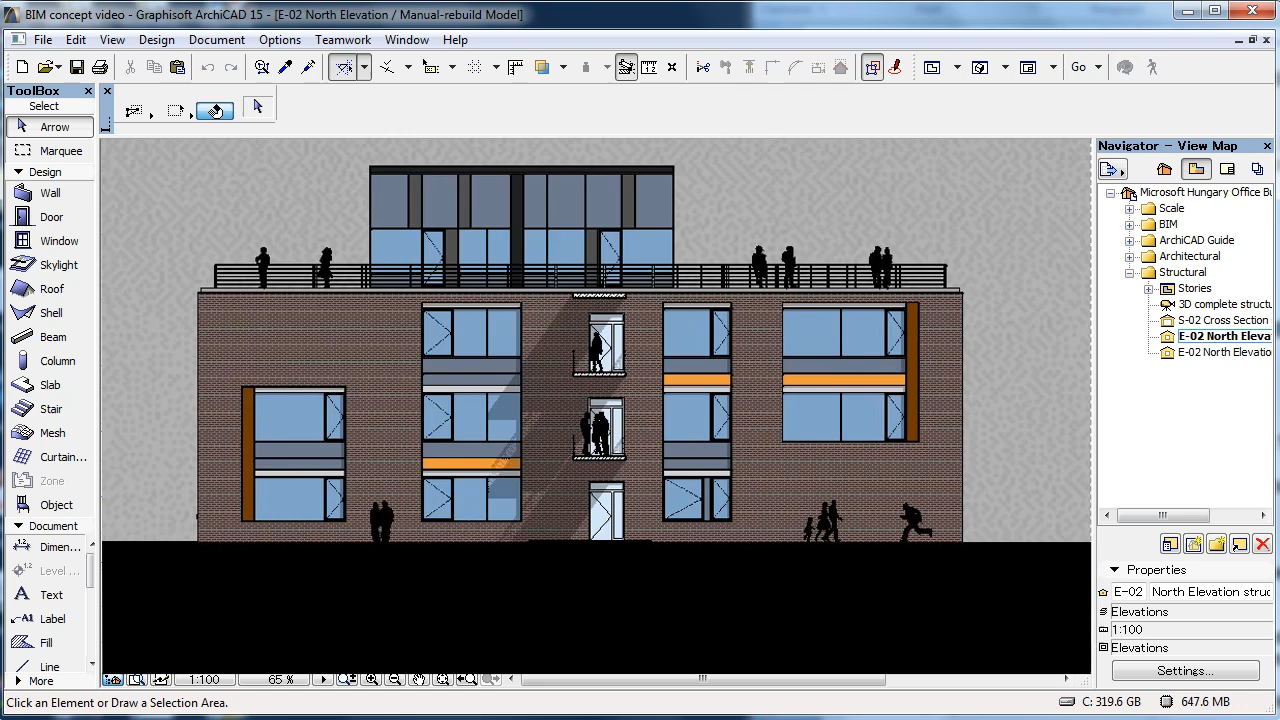 BIM concept video - Graphisoft ArchiCAD 15 - [E-02 North Elevation / Manual-rebuild Model]
File Edit View Design Document Options Teamwork Window Help
Go
ToolBox
Select
Arrow
Marquee
Design
Wall
Door
Window
Skylight
Roof
Shell
Beam
Column
Slab
Stair
Mesh
Curtain...
Zone
Object
Document
Dimen...
Level ...
Text
Label
Fill
Line
More
Navigator - View Map
Microsoft Hungary Office Bu
Scale
BIM
ArchiCAD Guide
Architectural
Structural
Stories
3D complete structu
S-02 Cross Section
E-02 North Eleva
E-02 North Elevatio
Properties
E-02 North Elevation struc
Elevations
1:100
Elevations
Settings...
1:100 65 %
Click an Element or Draw a Selection Area.
C: 319.6 GB 647.6 MB